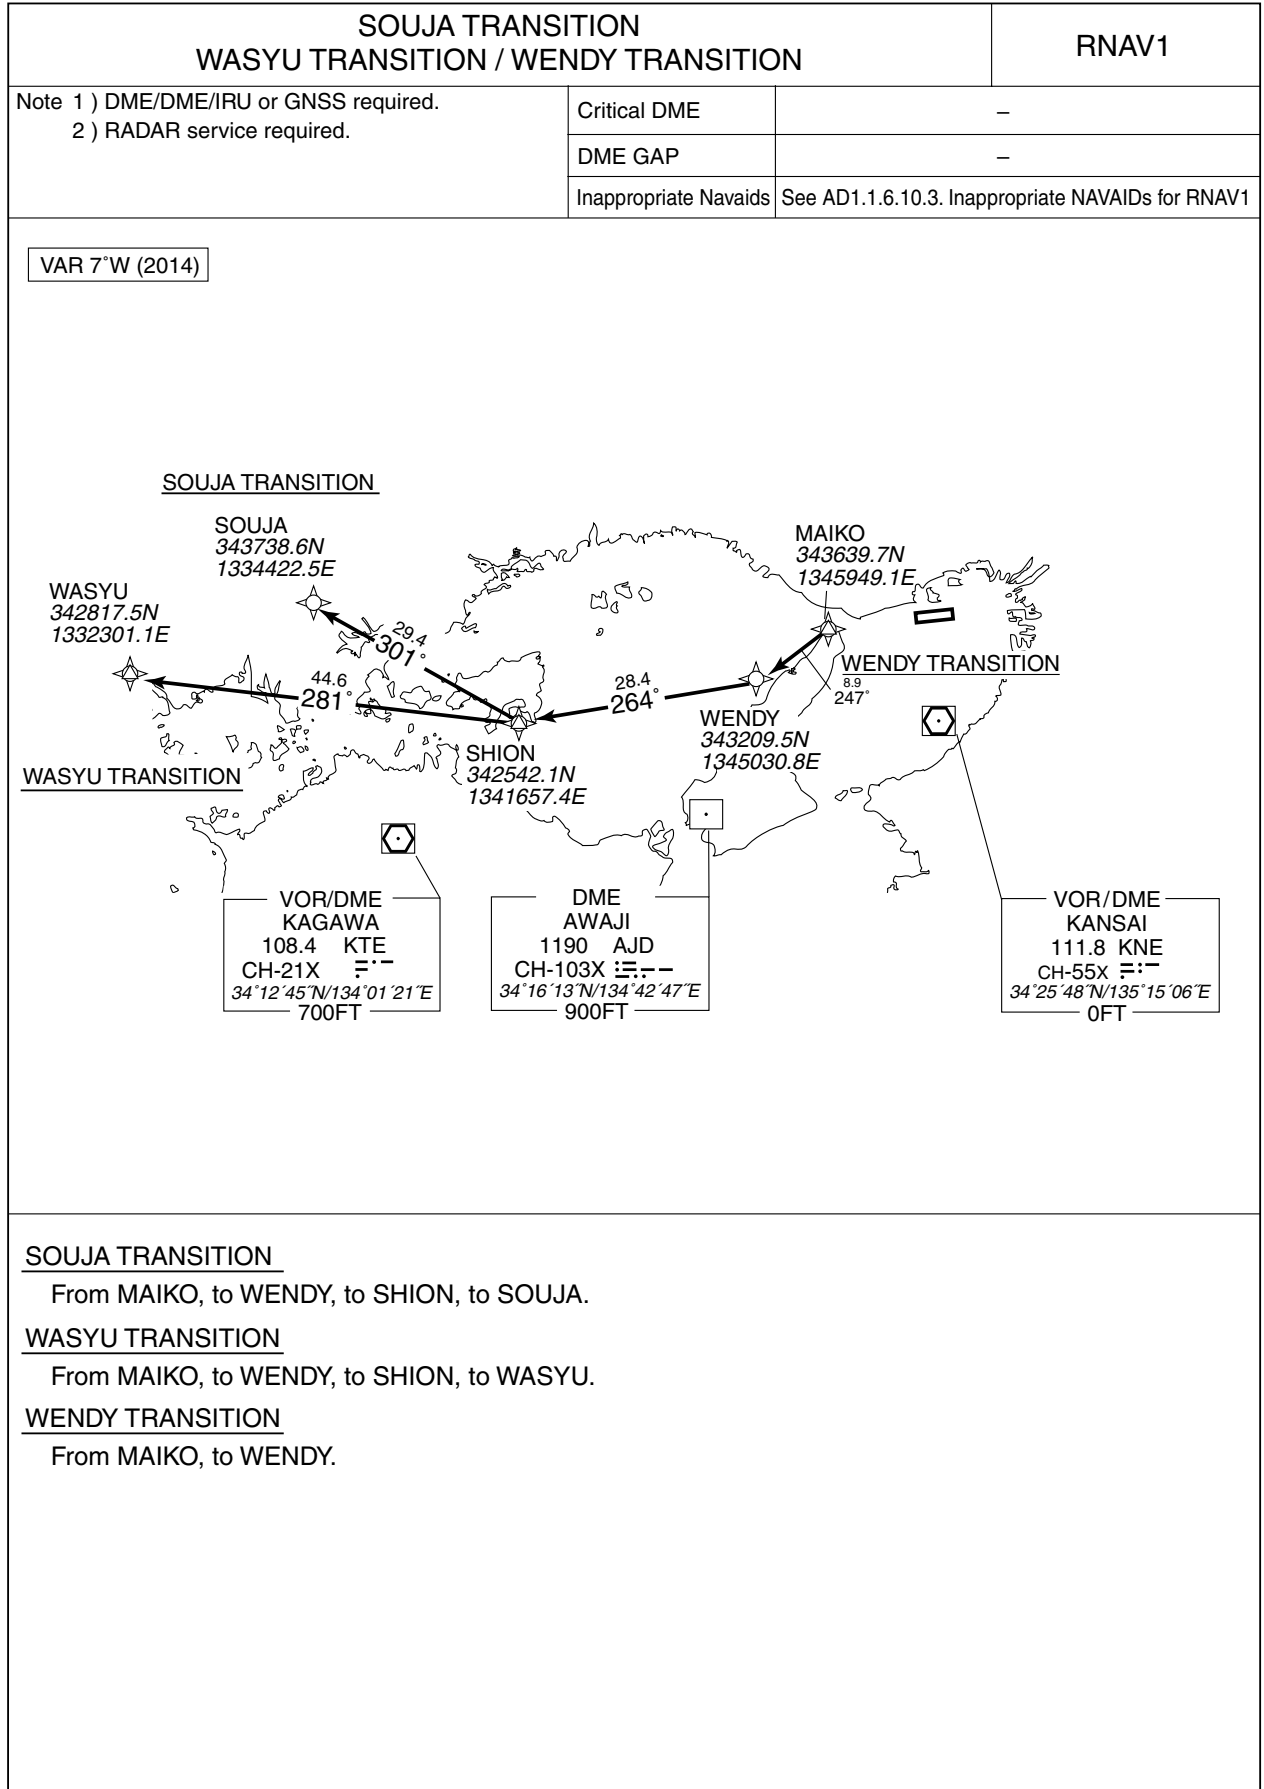 SOUJA TRANSITION
WASYU TRANSITION / WENDY TRANSITION
RNAV1
Note 1 ) DME/DME/IRU or GNSS required.
2 ) RADAR service required.
Critical DME
–
DME GAP
–
Inappropriate Navaids
See AD1.1.6.10.3. Inappropriate NAVAIDs for RNAV1
VAR 7˚W (2014)
SOUJA TRANSITION
SOUJA
343738.6N
1334422.5E
MAIKO
343639.7N
1345949.1E
WASYU
342817.5N
1332301.1E
29.4
301˚
44.6
281˚
28.4
264˚
WENDY TRANSITION
8.9
247˚
WENDY
343209.5N
1345030.8E
SHION
342542.1N
1341657.4E
WASYU TRANSITION
VOR/DME
KAGAWA
108.4 KTE
CH-21X
34˚12´45˝N/134˚01´21˝E
700FT
DME
AWAJI
1190 AJD
CH-103X
34˚16´13˝N/134˚42´47˝E
900FT
VOR/DME
KANSAI
111.8 KNE
CH-55X
34˚25´48˝N/135˚15´06˝E
0FT
SOUJA TRANSITION
From MAIKO, to WENDY, to SHION, to SOUJA.
WASYU TRANSITION
From MAIKO, to WENDY, to SHION, to WASYU.
WENDY TRANSITION
From MAIKO, to WENDY.